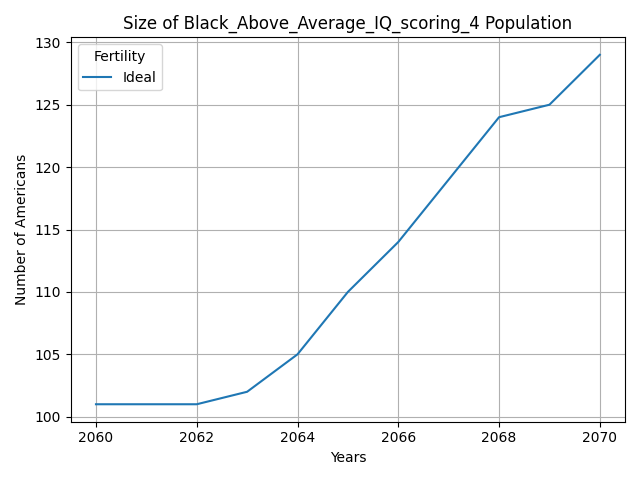 Size of Black_Above_Average_IQ_scoring_4 Population
Fertility
Ideal
Number of Americans
130
125
120
115
110
105
100
2060 2062 2064 2066 2068 2070
Years